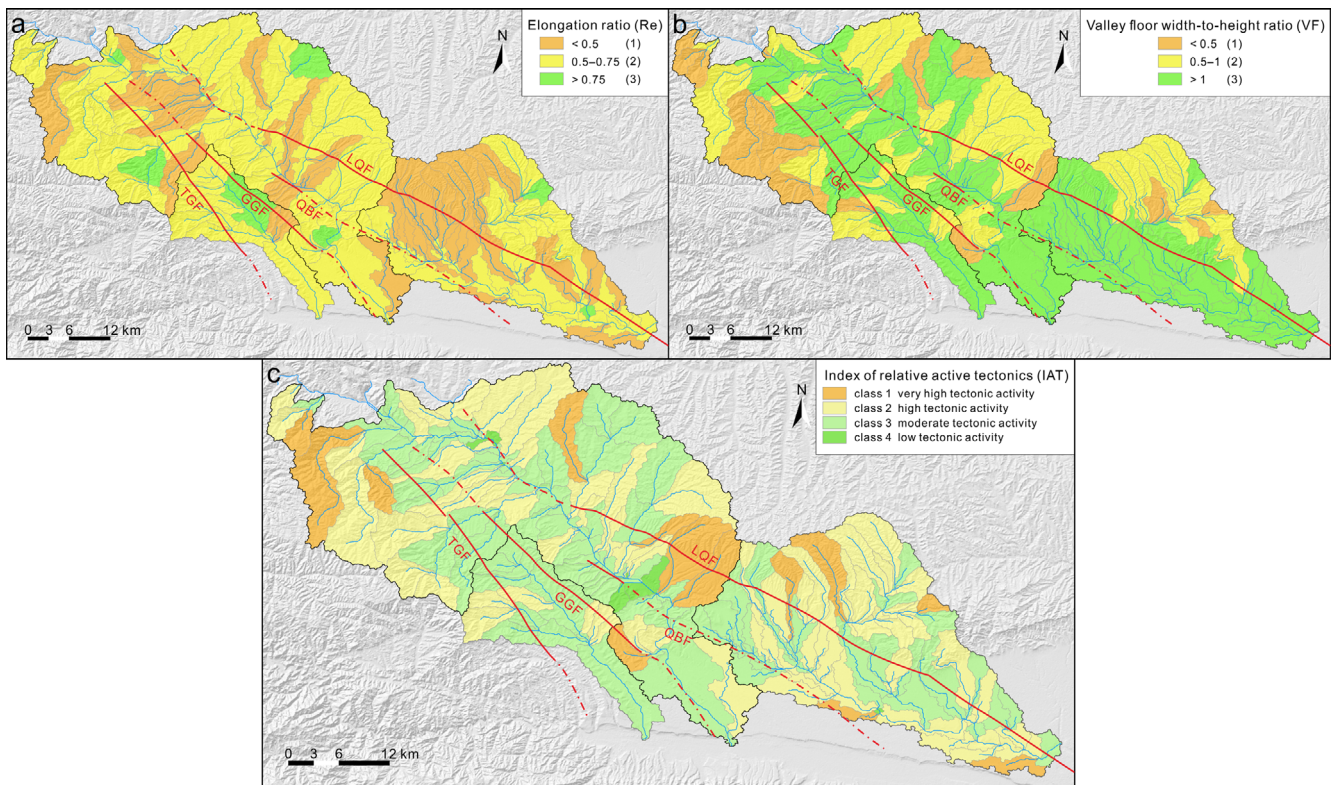 a
Elongation ratio (Re)
< 0.5 (1)
0.5–0.75 (2)
> 0.75 (3)
N
LQF
QBF
GGF
TGF
0 3 6 12 km
b
Valley floor width-to-height ratio (VF)
< 0.5 (1)
0.5–1 (2)
> 1 (3)
N
LQF
QBF
GGF
TGF
0 3 6 12 km
c
Index of relative active tectonics (IAT)
class 1 very high tectonic activity
class 2 high tectonic activity
class 3 moderate tectonic activity
class 4 low tectonic activity
N
LQF
TGF
GGF
QBF
0 3 6 12 km